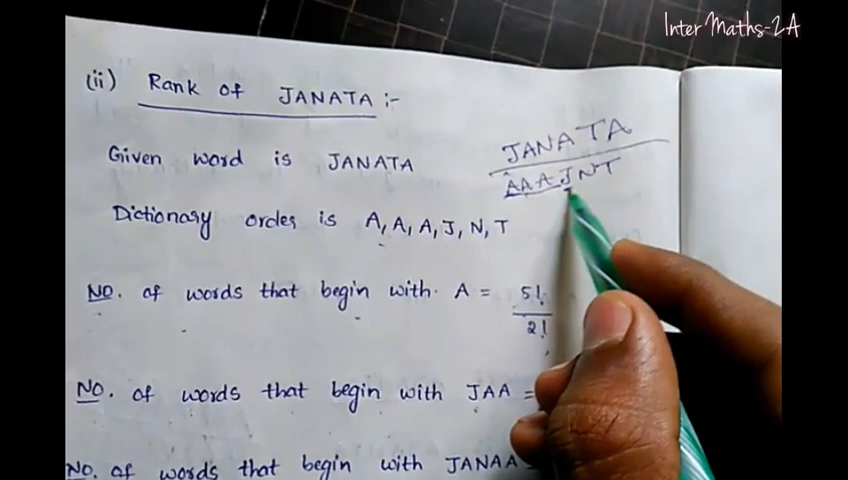 Inter Maths-2A
(ii) Rank of JANATA :-
JANATA
AAAJNT
Given word is JANATA
Dictionary order is A, A, A, J, N, T
NO. of words that begin with A = 5!/2!
NO. of words that begin with JAA =
NO. of words that begin with JANAA